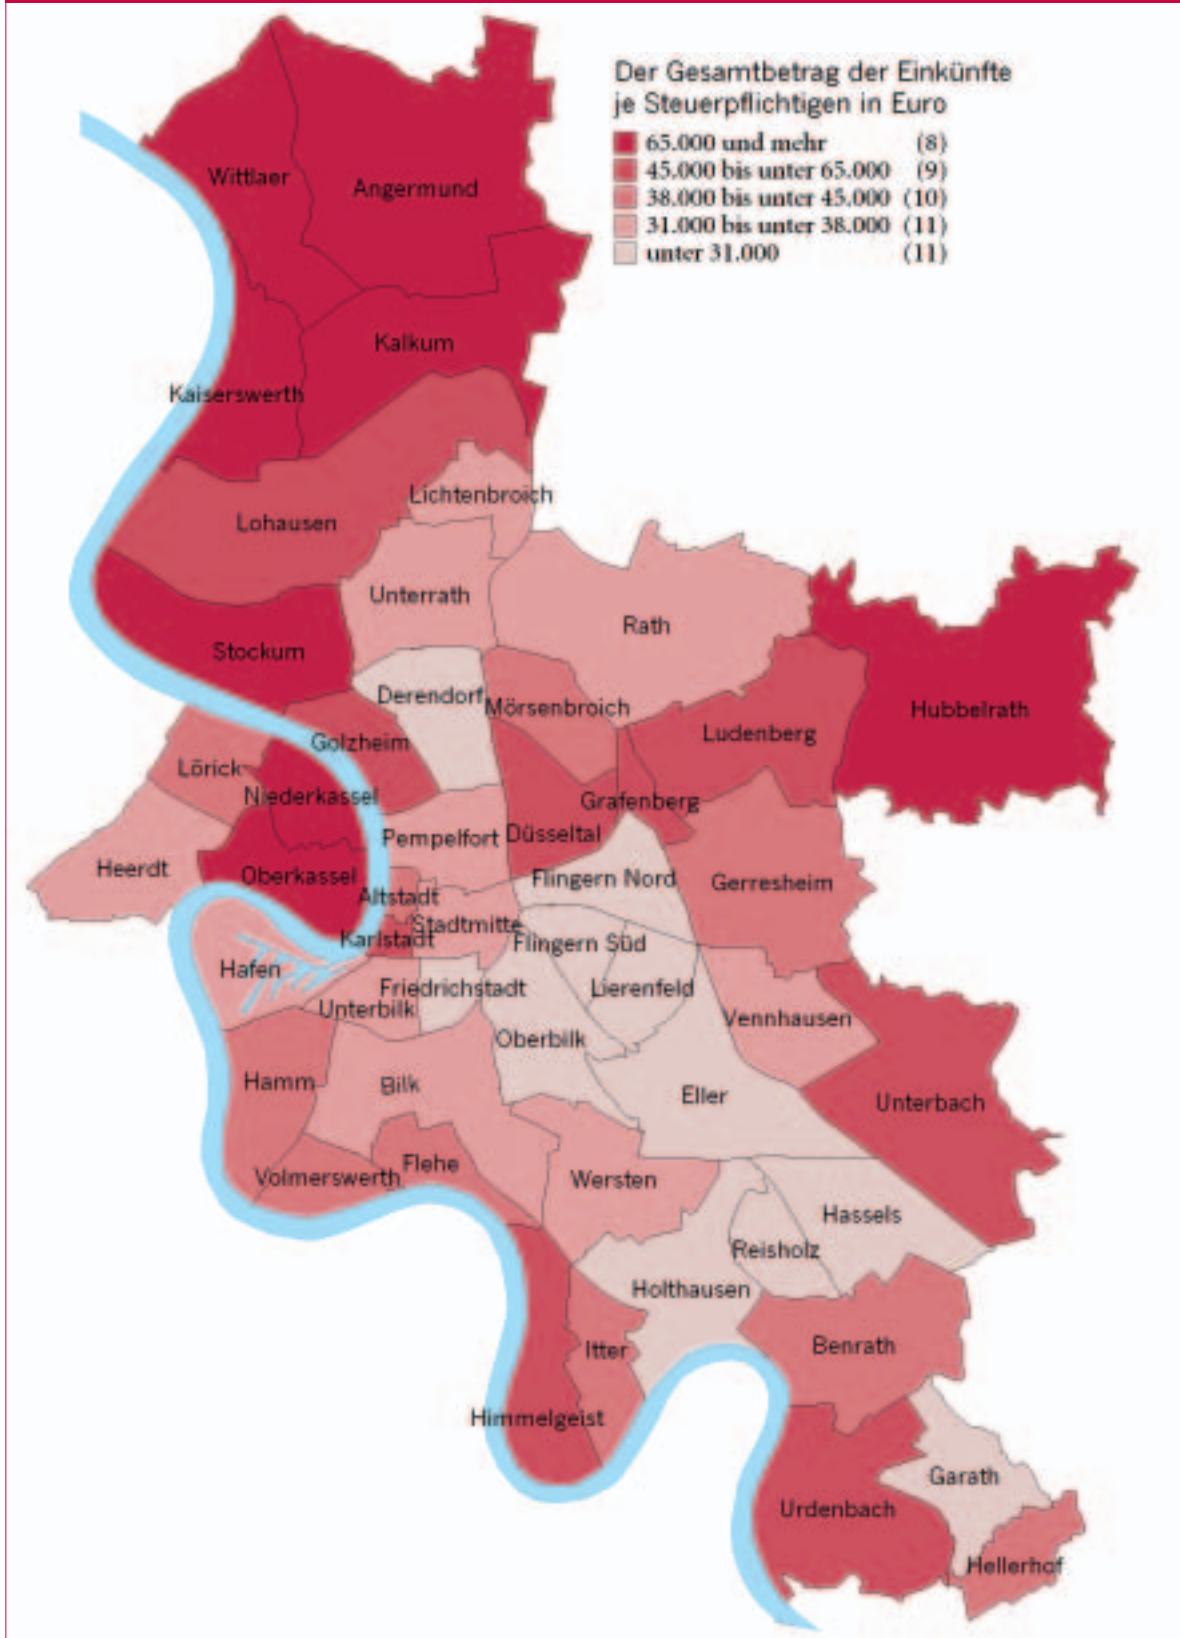 Der Gesamtbetrag der Einkünfte
je Steuerpflichtigen in Euro
65.000 und mehr (8)
45.000 bis unter 65.000 (9)
38.000 bis unter 45.000 (10)
31.000 bis unter 38.000 (11)
unter 31.000 (11)
Wittlaer
Angermund
Kalkum
Kaiserswerth
Lichtenbroich
Lohausen
Unterrath
Rath
Stockum
Derendorf
Mörsenbroich
Hubbelrath
Golzheim
Ludenberg
Lörick
Niederkassel
Grafenberg
Pempelfort
Düsseltal
Heerdt
Oberkassel
Flingern Nord
Gerresheim
Altstadt
Stadtmitte
Karlstadt
Flingern Süd
Hafen
Friedrichstadt
Lierenfeld
Unterbilk
Vennhausen
Oberbilk
Hamm
Bilk
Eller
Unterbach
Flehe
Volmerswerth
Wersten
Hassels
Reisholz
Holthausen
Itter
Benrath
Himmelgeist
Garath
Urdenbach
Hellerhof